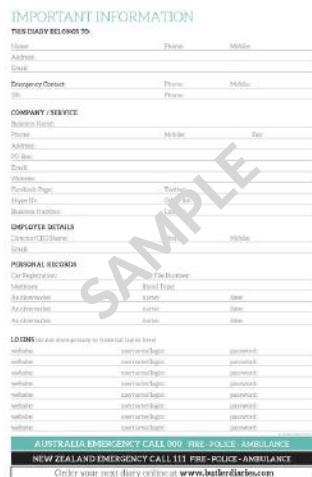 IMPORTANT INFORMATION
THIS DIARY BELONGS TO:
Name: Phone: Mobile:
Address:
Email:
Emergency Contact: Phone: Mobile:
Phone:
COMPANY / SERVICE
Business Name:
Phone: Mobile: Fax:
Address:
PO Box:
Email:
Website:
Facebook Page: Twitter:
Skype ID:
Business Number:
EMPLOYER DETAILS
Director/CEO Name: Mobile:
Email:
PERSONAL RECORDS
Car Registration: File Number:
Medicare: Blood Type:
Anniversaries name: date:
Anniversaries name: date:
Anniversaries name: date:
LOGINS
website: username/login: password:
website: username/login: password:
website: username/login: password:
website: username/login: password:
website: username/login: password:
website: username/login: password:
website: username/login: password:
website: username/login: password:
SAMPLE
AUSTRALIA EMERGENCY CALL 000 FIRE - POLICE - AMBULANCE
NEW ZEALAND EMERGENCY CALL 111 FIRE - POLICE - AMBULANCE
Order your next diary online at www.butlerdiaries.com